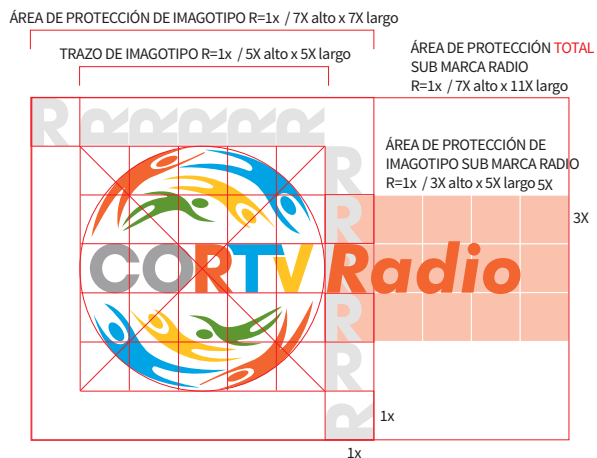 ÁREA DE PROTECCIÓN DE IMAGOTIPO R=1x / 7X alto x 7X largo
TRAZO DE IMAGOTIPO R=1x / 5X alto x 5X largo
ÁREA DE PROTECCIÓN TOTAL
SUB MARCA RADIO
R=1x / 7X alto x 11X largo
R R R R R R
ÁREA DE PROTECCIÓN DE
IMAGOTIPO SUB MARCA RADIO
R=1x / 3X alto x 5X largo 5X
R
R
3X
CORTV Radio
R
R
R
1x
1x